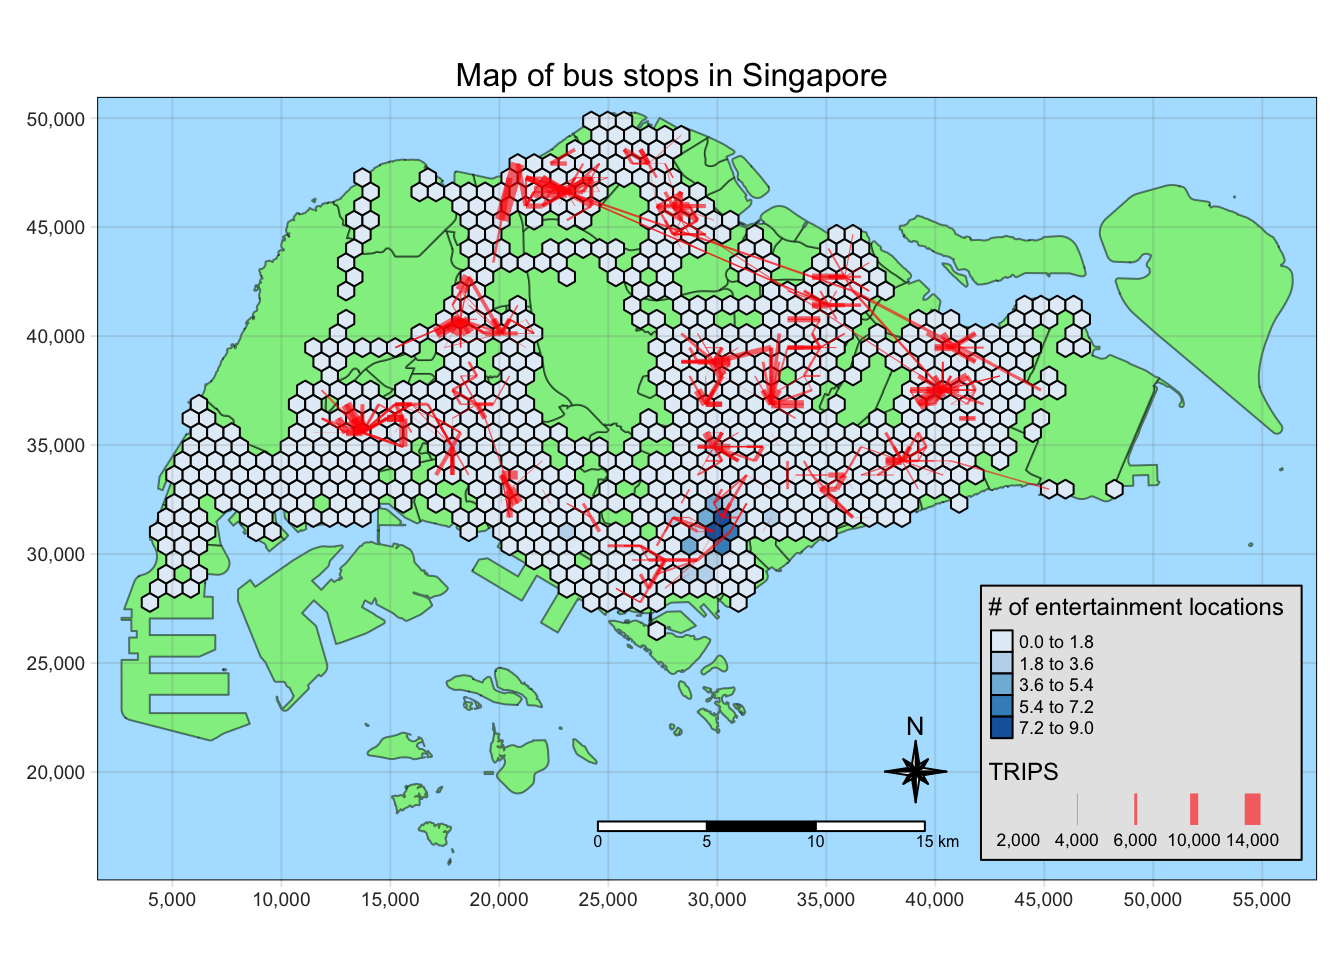 Map of bus stops in Singapore
50,000
45,000
40,000
35,000
30,000
25,000
20,000
# of entertainment locations
0.0 to 1.8
1.8 to 3.6
3.6 to 5.4
5.4 to 7.2
7.2 to 9.0
TRIPS
2,000 4,000 6,000 10,000 14,000
N
0 5 10 15 km
5,000 10,000 15,000 20,000 25,000 30,000 35,000 40,000 45,000 50,000 55,000